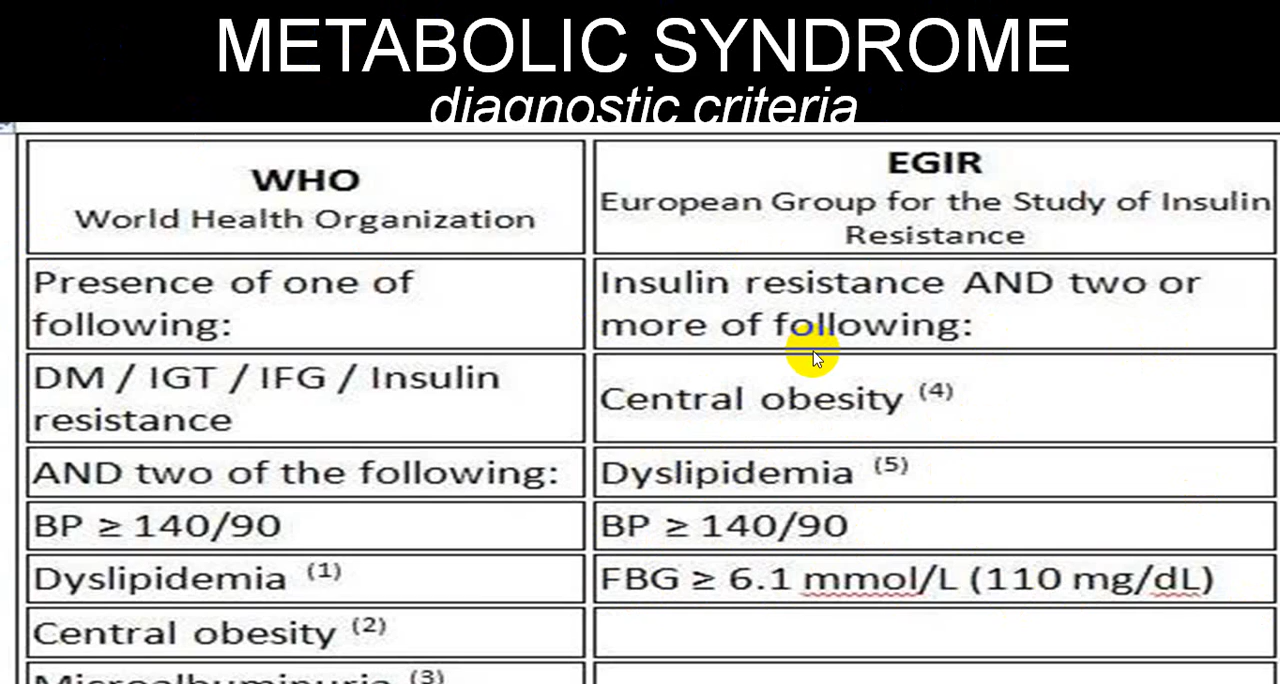 METABOLIC SYNDROME
diagnostic criteria
WHO
World Health Organization
EGIR
European Group for the Study of Insulin
Resistance
Presence of one of
following:
Insulin resistance AND two or
more of following:
DM / IGT / IFG / Insulin
resistance
Central obesity (4)
AND two of the following:
Dyslipidemia (5)
BP ≥ 140/90
BP ≥ 140/90
Dyslipidemia (1)
FBG ≥ 6.1 mmol/L (110 mg/dL)
Central obesity (2)
Microalbuminuria (3)